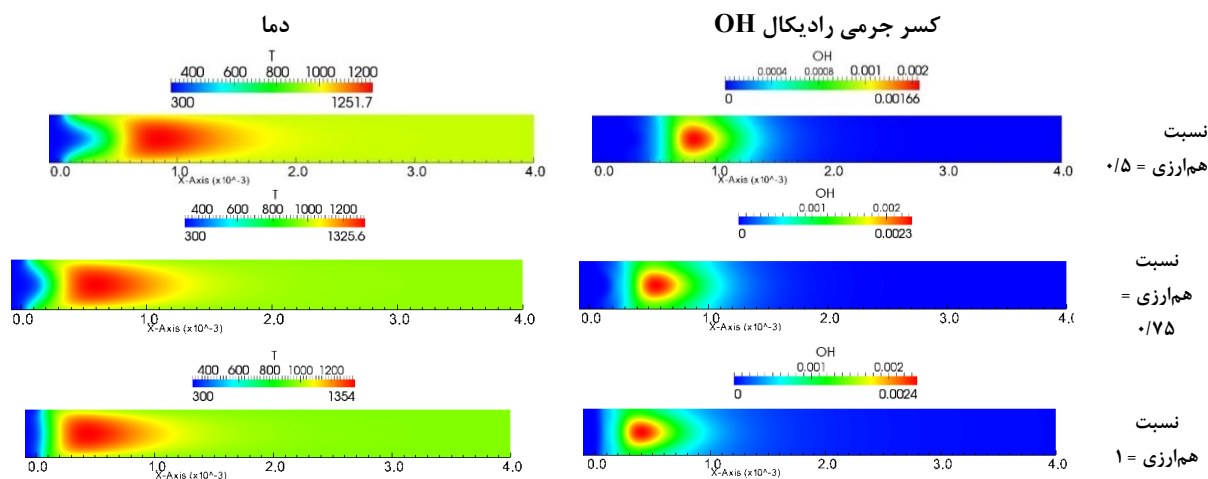 دما
کسر جرمی رادیکال OH
T
400 600 800 1000 1200
300 1251.7
0.0 1.0 2.0 3.0 4.0
X-Axis (x10^-3)
OH
0.0004 0.0008 0.001 0.002
0 0.00166
0.0 1.0 2.0 3.0 4.0
X-Axis (x10^-3)
نسبت
هم‌ارزی = ۰/۵
T
400 600 800 1000 1200
300 1325.6
0.0 1.0 2.0 3.0 4.0
X-Axis (x10^-3)
OH
0.001 0.002
0 0.0023
0.0 1.0 2.0 3.0 4.0
X-Axis (x10^-3)
نسبت
هم‌ارزی =
۰/۷۵
T
400 600 800 1000 1200
300 1354
0.0 1.0 2.0 3.0 4.0
X-Axis (x10^-3)
OH
0.001 0.002
0 0.0024
0.0 1.0 2.0 3.0 4.0
X-Axis (x10^-3)
نسبت
هم‌ارزی = ۱